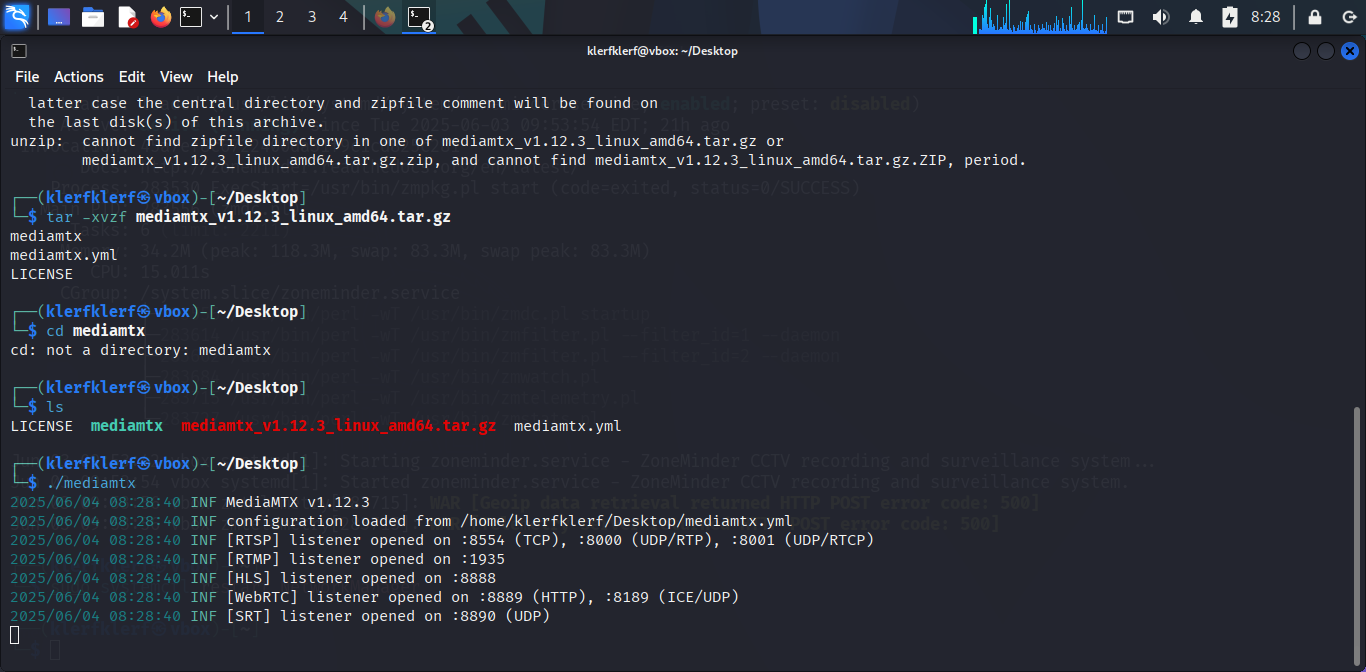 1 2 3 4 2 8:28
klerfklerf@vbox: ~/Desktop
File Actions Edit View Help
latter case the central directory and zipfile comment will be found on
the last disk(s) of this archive.
unzip:  cannot find zipfile directory in one of mediamtx_v1.12.3_linux_amd64.tar.gz or
mediamtx_v1.12.3_linux_amd64.tar.gz.zip, and cannot find mediamtx_v1.12.3_linux_amd64.tar.gz.ZIP, period.
┌──(klerfklerf㉿vbox)-[~/Desktop]
└─$ tar -xvzf mediamtx_v1.12.3_linux_amd64.tar.gz
mediamtx
mediamtx.yml
LICENSE
┌──(klerfklerf㉿vbox)-[~/Desktop]
└─$ cd mediamtx
cd: not a directory: mediamtx
┌──(klerfklerf㉿vbox)-[~/Desktop]
└─$ ls
LICENSE  mediamtx  mediamtx_v1.12.3_linux_amd64.tar.gz  mediamtx.yml
┌──(klerfklerf㉿vbox)-[~/Desktop]
└─$ ./mediamtx
2025/06/04 08:28:40 INF MediaMTX v1.12.3
2025/06/04 08:28:40 INF configuration loaded from /home/klerfklerf/Desktop/mediamtx.yml
2025/06/04 08:28:40 INF [RTSP] listener opened on :8554 (TCP), :8000 (UDP/RTP), :8001 (UDP/RTCP)
2025/06/04 08:28:40 INF [RTMP] listener opened on :1935
2025/06/04 08:28:40 INF [HLS] listener opened on :8888
2025/06/04 08:28:40 INF [WebRTC] listener opened on :8889 (HTTP), :8189 (ICE/UDP)
2025/06/04 08:28:40 INF [SRT] listener opened on :8890 (UDP)